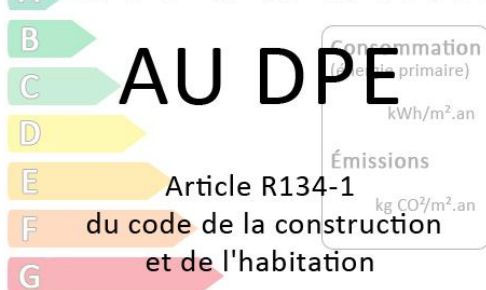 B
Consommation
AU DPE
(énergie primaire)
C
kWh/m².an
D
Émissions
E
Article R134-1
kg CO²/m².an
F
du code de la construction
et de l'habitation
G